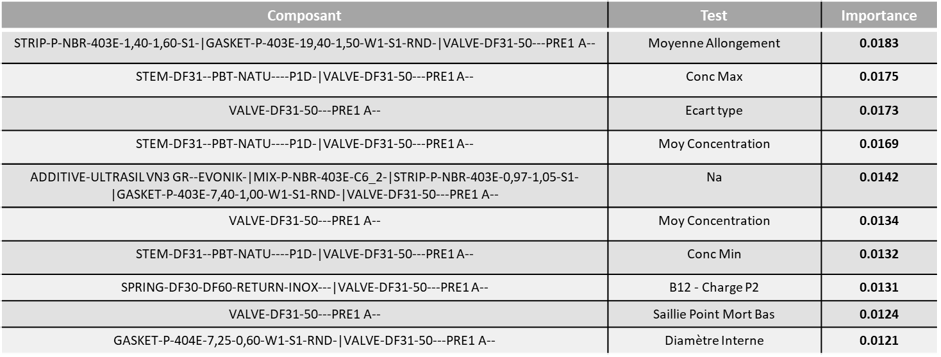 Composant Test Importance
STRIP-P-NBR-403E-1,40-1,60-S1-|GASKET-P-403E-19,40-1,50-W1-S1-RND-|VALVE-DF31-50---PRE1 A-- Moyenne Allongement 0.0183
STEM-DF31--PBT-NATU----P1D-|VALVE-DF31-50---PRE1 A-- Conc Max 0.0175
VALVE-DF31-50---PRE1 A-- Ecart type 0.0173
STEM-DF31--PBT-NATU----P1D-|VALVE-DF31-50---PRE1 A-- Moy Concentration 0.0169
ADDITIVE-ULTRASIL VN3 GR--EVONIK-|MIX-P-NBR-403E-C6_2-|STRIP-P-NBR-403E-0,97-1,05-S1-
|GASKET-P-403E-7,40-1,00-W1-S1-RND-|VALVE-DF31-50---PRE1 A-- Na 0.0142
VALVE-DF31-50---PRE1 A-- Moy Concentration 0.0134
STEM-DF31--PBT-NATU----P1D-|VALVE-DF31-50---PRE1 A-- Conc Min 0.0132
SPRING-DF30-DF60-RETURN-INOX---|VALVE-DF31-50---PRE1 A-- B12 - Charge P2 0.0131
VALVE-DF31-50---PRE1 A-- Saillie Point Mort Bas 0.0124
GASKET-P-404E-7,25-0,60-W1-S1-RND-|VALVE-DF31-50---PRE1 A-- Diamètre Interne 0.0121